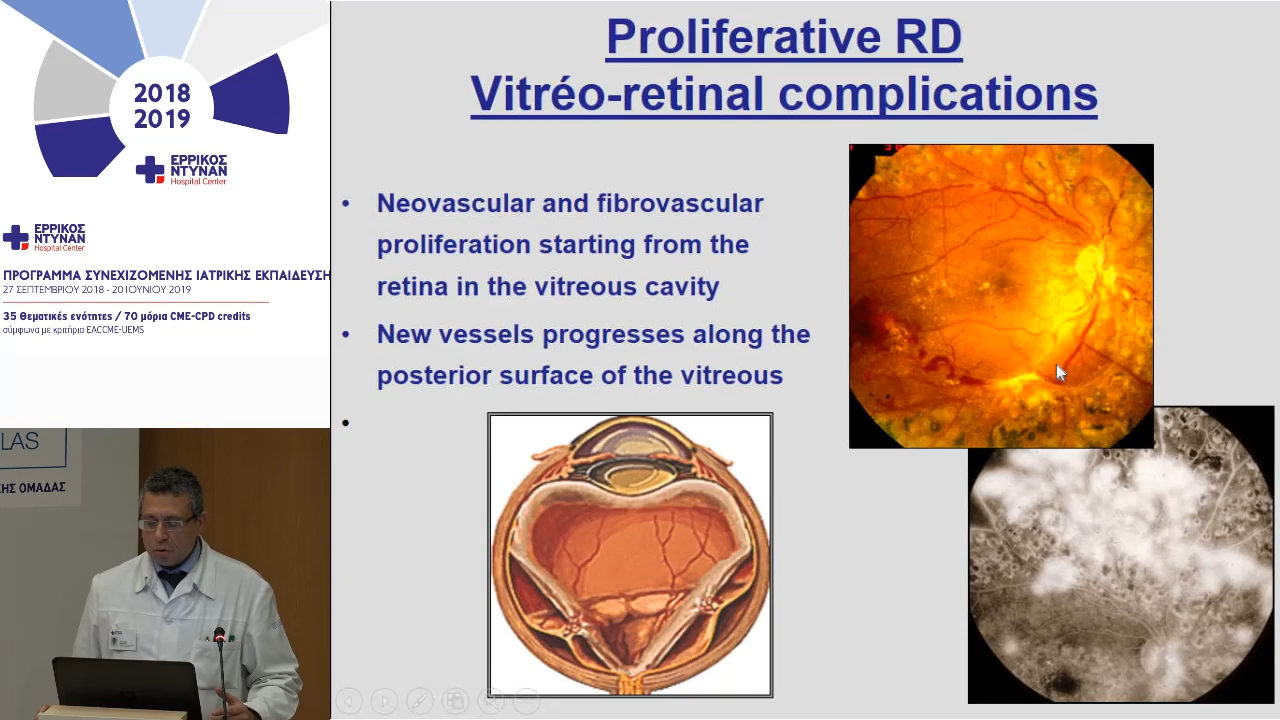 2018
2019
ΕΡΡΙΚΟΣ
ΝΤΥΝΑΝ
Hospital Center
ΕΡΡΙΚΟΣ
ΝΤΥΝΑΝ
Hospital Center
ΠΡΟΓΡΑΜΜΑ ΣΥΝΕΧΙΖΟΜΕΝΗΣ ΙΑΤΡΙΚΗΣ ΕΚΠΑΙΔΕΥΣΗ
27 ΣΕΠΤΕΜΒΡΙΟΥ 2018 - 20 ΙΟΥΝΙΟΥ 2019
35 θεματικές ενότητες / 70 μόρια CME-CPD credits
σύμφωνα με κριτήρια EACCME-UEMS
LAS
ΗΣ ΟΜΑΔΑΣ
Proliferative RD
Vitréo-retinal complications
• Neovascular and fibrovascular
proliferation starting from the
retina in the vitreous cavity
• New vessels progresses along the
posterior surface of the vitreous
•